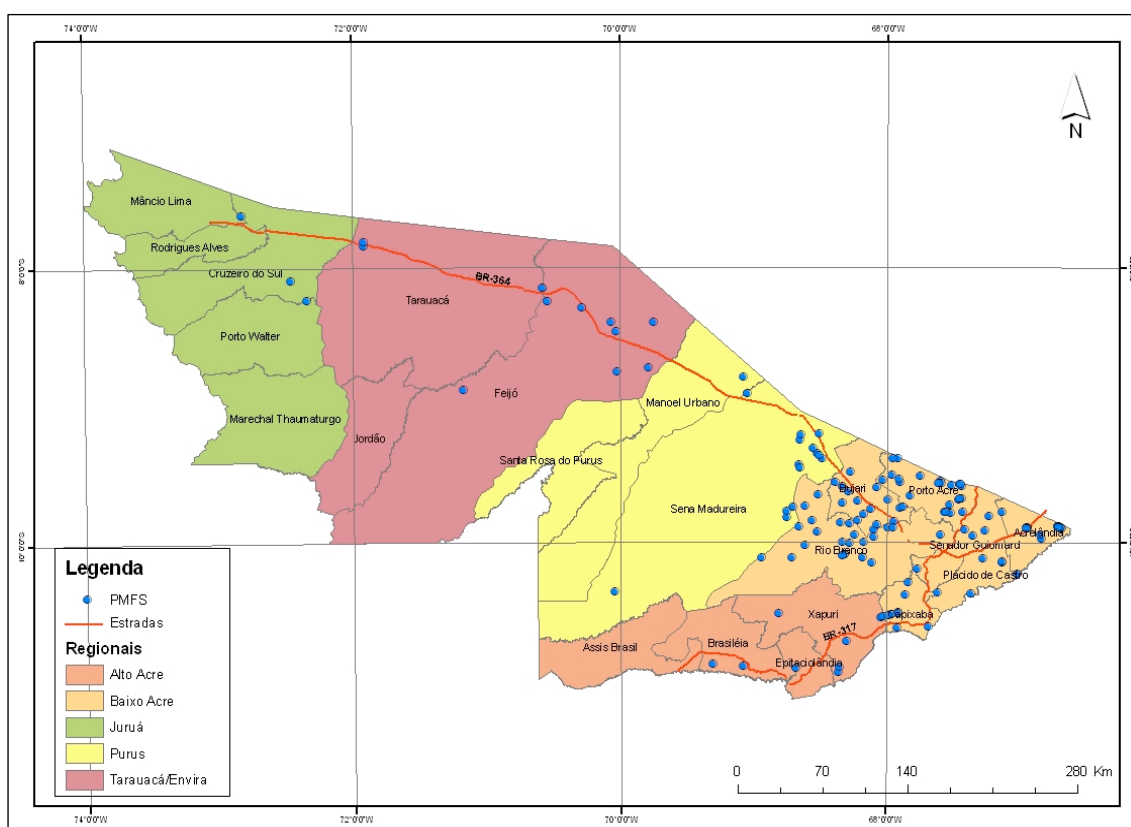 74°0'0"W 72°0'0"W 70°0'0"W 68°0'0"W
N
Mâncio Lima
Rodrigues Alves
Cruzeiro do Sul
BR-364
Tarauacá
Porto Walter
Feijó
Manoel Urbano
Marechal Thaumaturgo
Jordão
Santa Rosa do Purus
Bujari
Porto Acre
Sena Madureira
Acrelândia
Rio Branco
Senador Guiomard
Plácido de Castro
Xapuri
Capixaba
BR-317
Assis Brasil
Brasiléia
Epitaciolândia
Legenda
PMFS
Estradas
Regionais
Alto Acre
Baixo Acre
Juruá
Purus
Tarauacá/Envira
0 70 140 280 Km
74°0'0"W 72°0'0"W 70°0'0"W 68°0'0"W